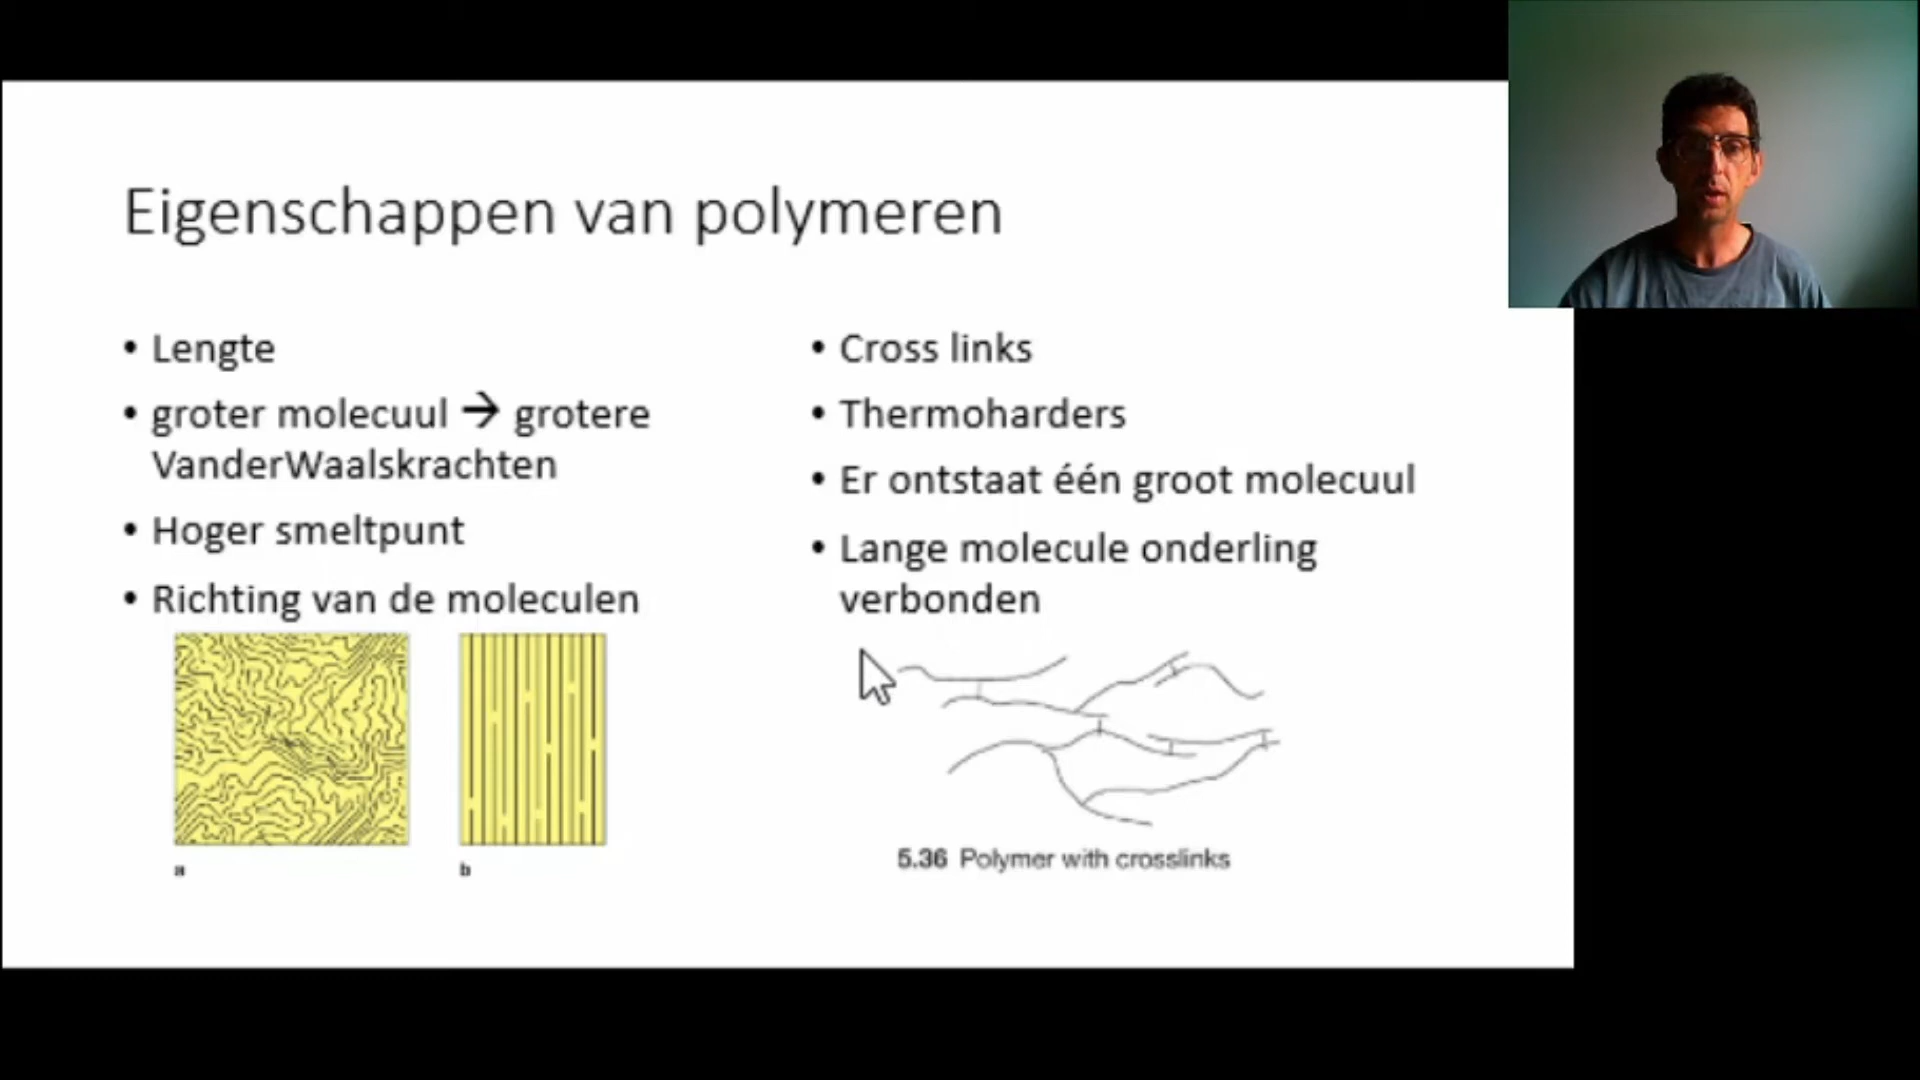 Eigenschappen van polymeren
• Lengte
• groter molecuul → grotere
VanderWaalskrachten
• Hoger smeltpunt
• Richting van de moleculen
a
b
• Cross links
• Thermoharders
• Er ontstaat één groot molecuul
• Lange molecule onderling
verbonden
5.36 Polymer with crosslinks